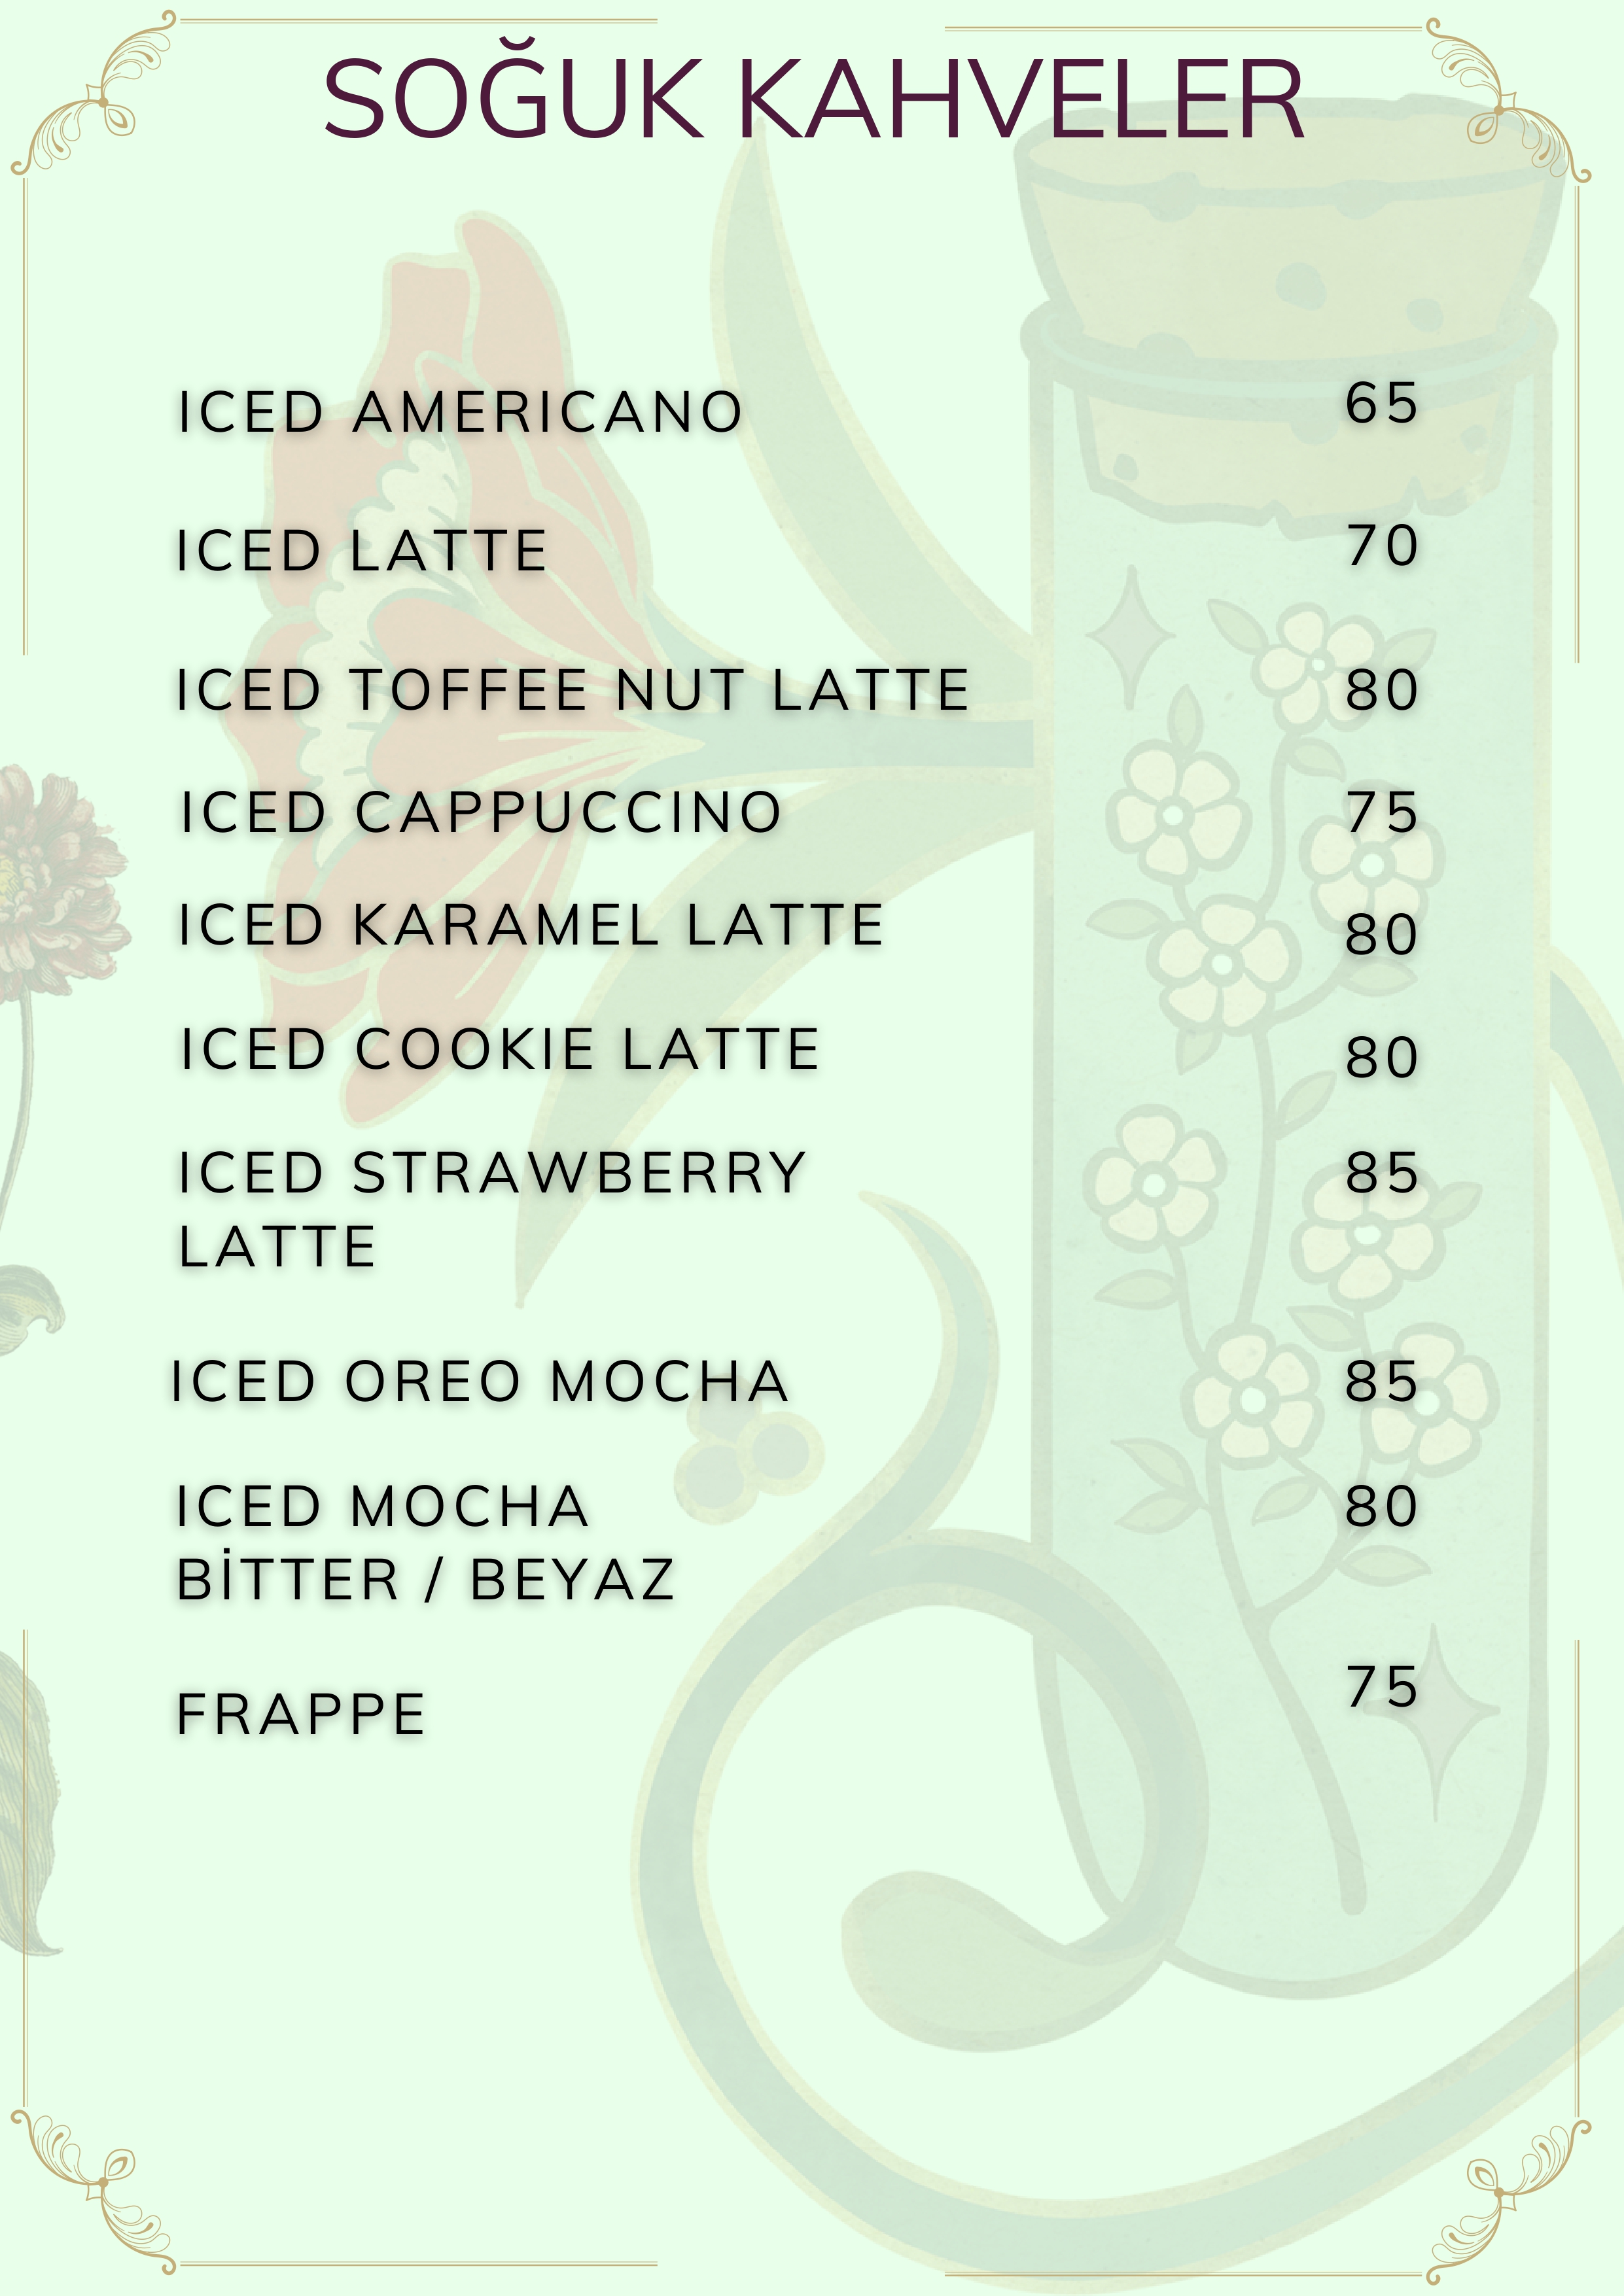 SOĞUK KAHVELER
ICED AMERICANO 65
ICED LATTE 70
ICED TOFFEE NUT LATTE 80
ICED CAPPUCCINO 75
ICED KARAMEL LATTE 80
ICED COOKIE LATTE 80
ICED STRAWBERRY 85
LATTE
ICED OREO MOCHA 85
ICED MOCHA 80
BİTTER / BEYAZ
FRAPPE 75